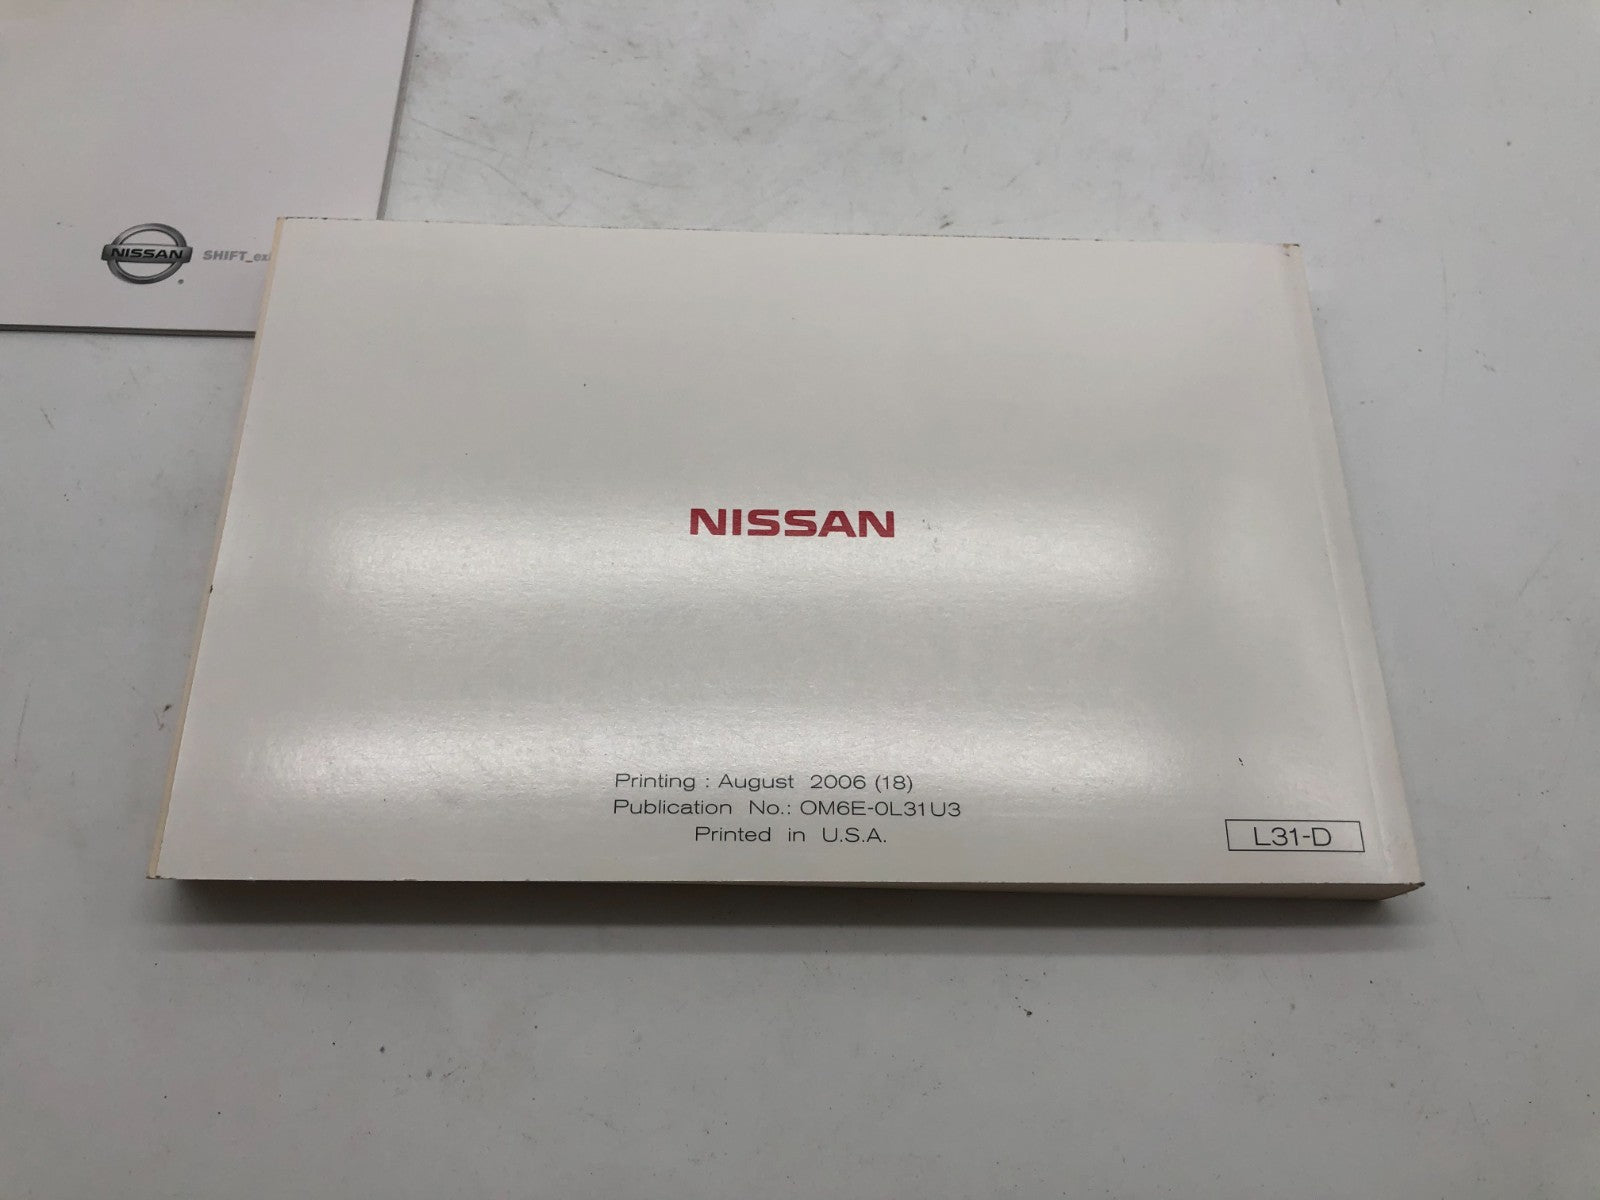 NISSAN SHIFT_
NISSAN
Printing : August 2006 (18)
Publication No.: OM6E-0L31U3
Printed in U.S.A.
L31-D